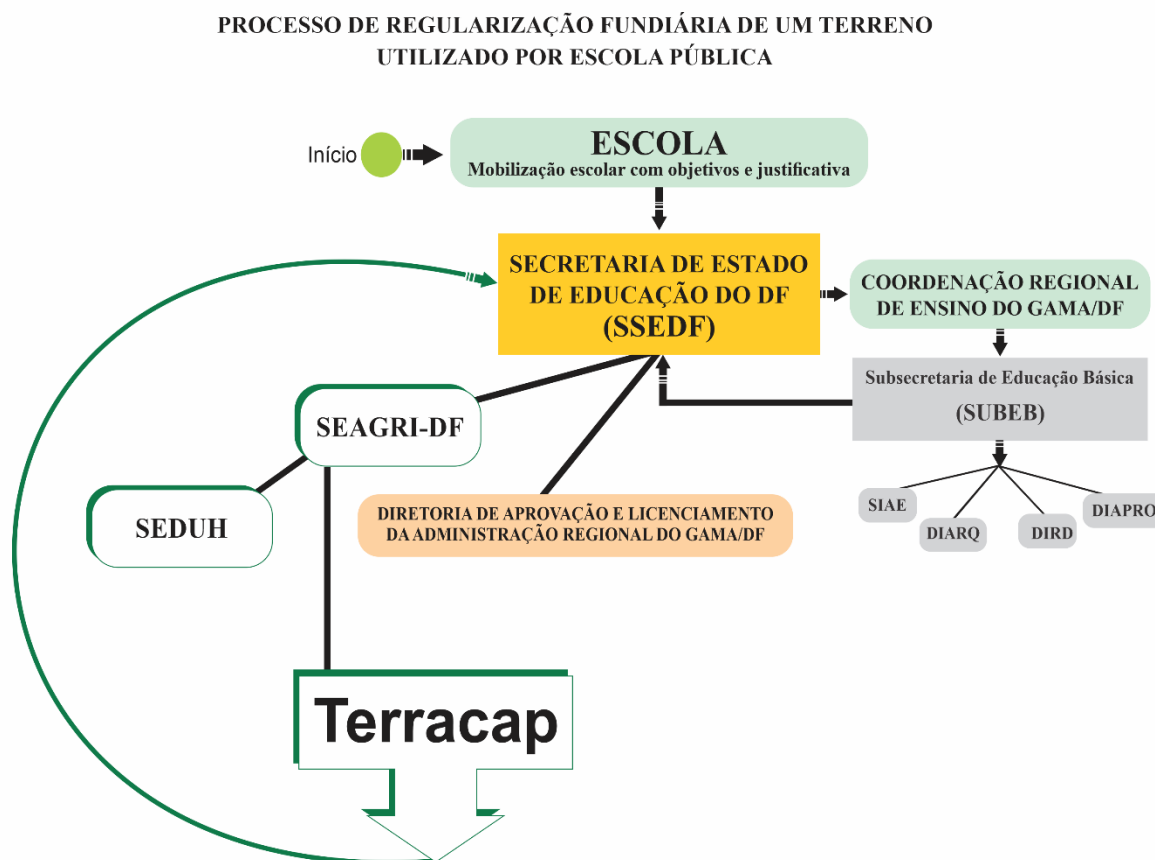 PROCESSO DE REGULARIZAÇÃO FUNDIÁRIA DE UM TERRENO
UTILIZADO POR ESCOLA PÚBLICA
Início
ESCOLA
Mobilização escolar com objetivos e justificativa
SECRETARIA DE ESTADO
DE EDUCAÇÃO DO DF
(SSEDF)
COORDENAÇÃO REGIONAL
DE ENSINO DO GAMA/DF
Subsecretaria de Educação Básica
(SUBEB)
SEAGRI-DF
SEDUH
DIRETORIA DE APROVAÇÃO E LICENCIAMENTO
DA ADMINISTRAÇÃO REGIONAL DO GAMA/DF
SIAE
DIARQ
DIRD
DIAPRO
Terracap